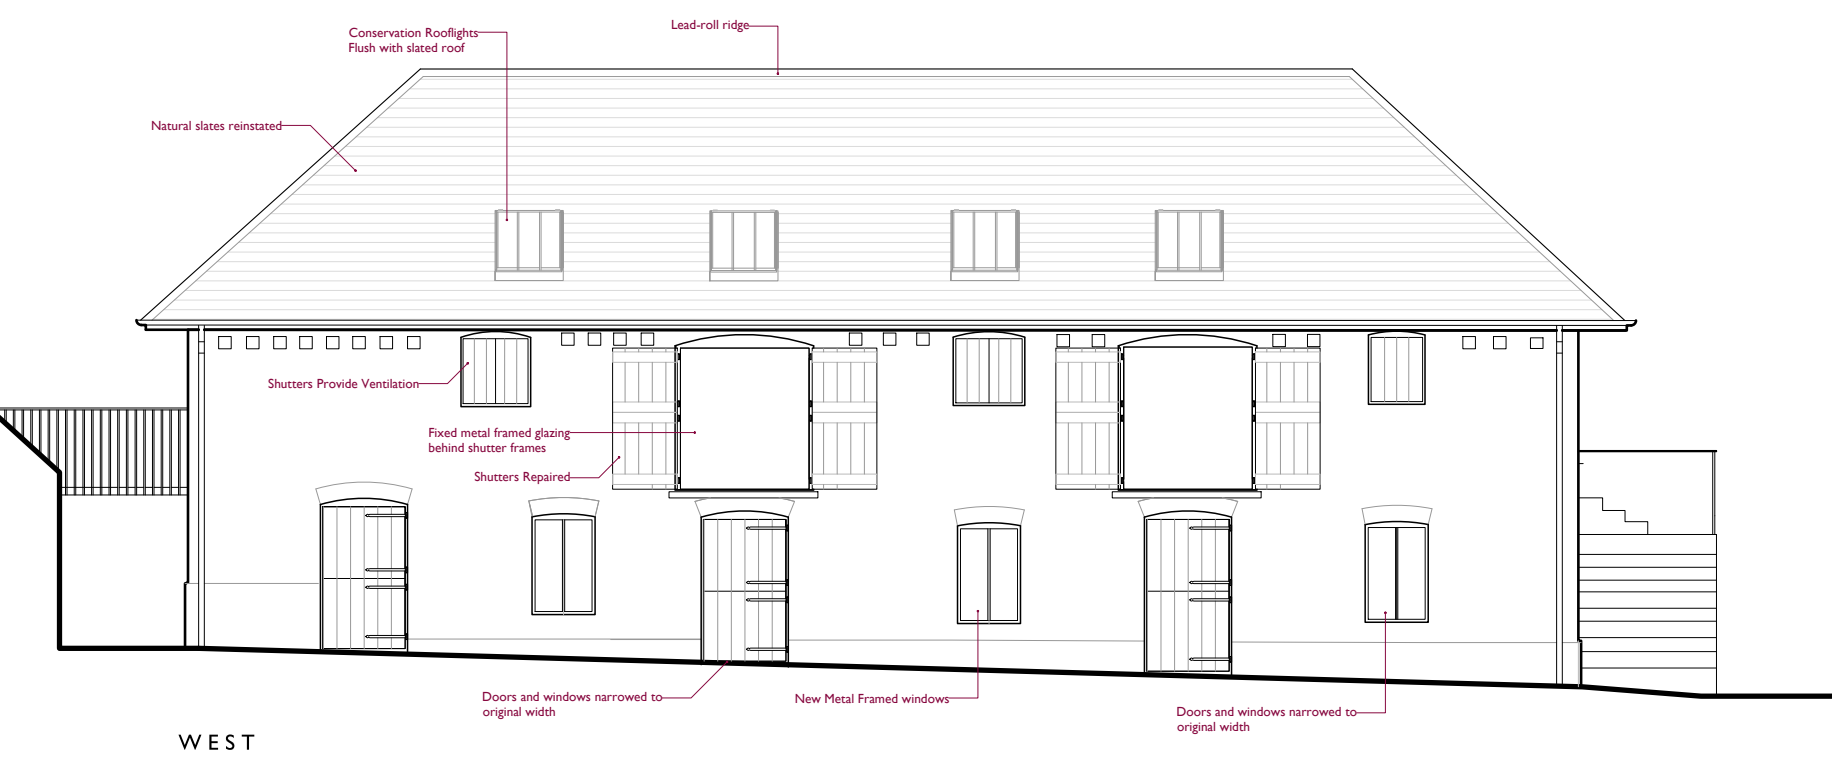 Lead-roll ridge
Conservation Rooflights
Flush with slated roof
Natural slates reinstated
Shutters Provide Ventilation
Fixed metal framed glazing
behind shutter frames
Shutters Repaired
Doors and windows narrowed to
original width
New Metal Framed windows
Doors and windows narrowed to
original width
WEST